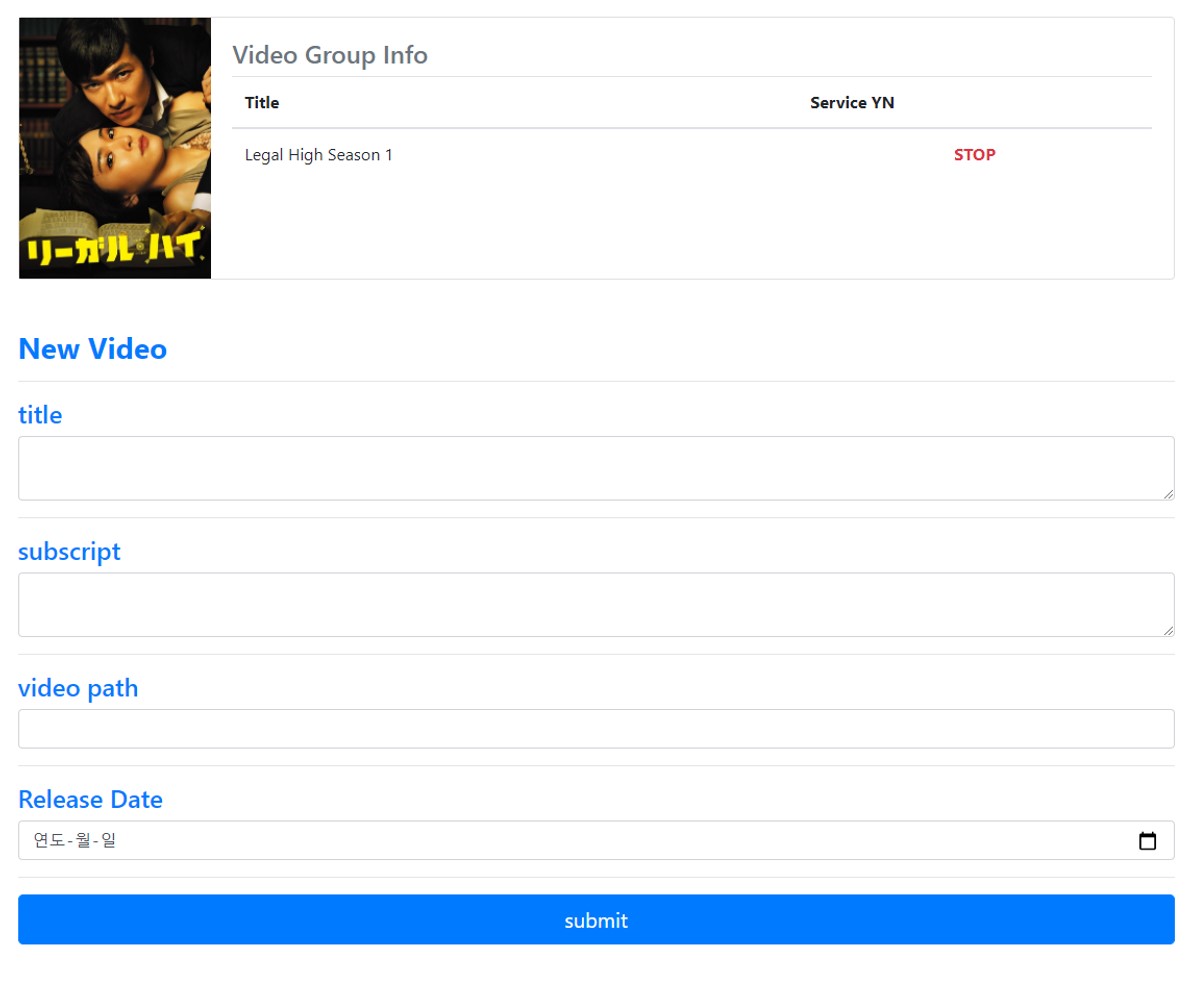 Video Group Info
Title Service YN
Legal High Season 1 STOP
リーガル・ハイ
New Video
title
subscript
video path
Release Date
연도-월-일
submit